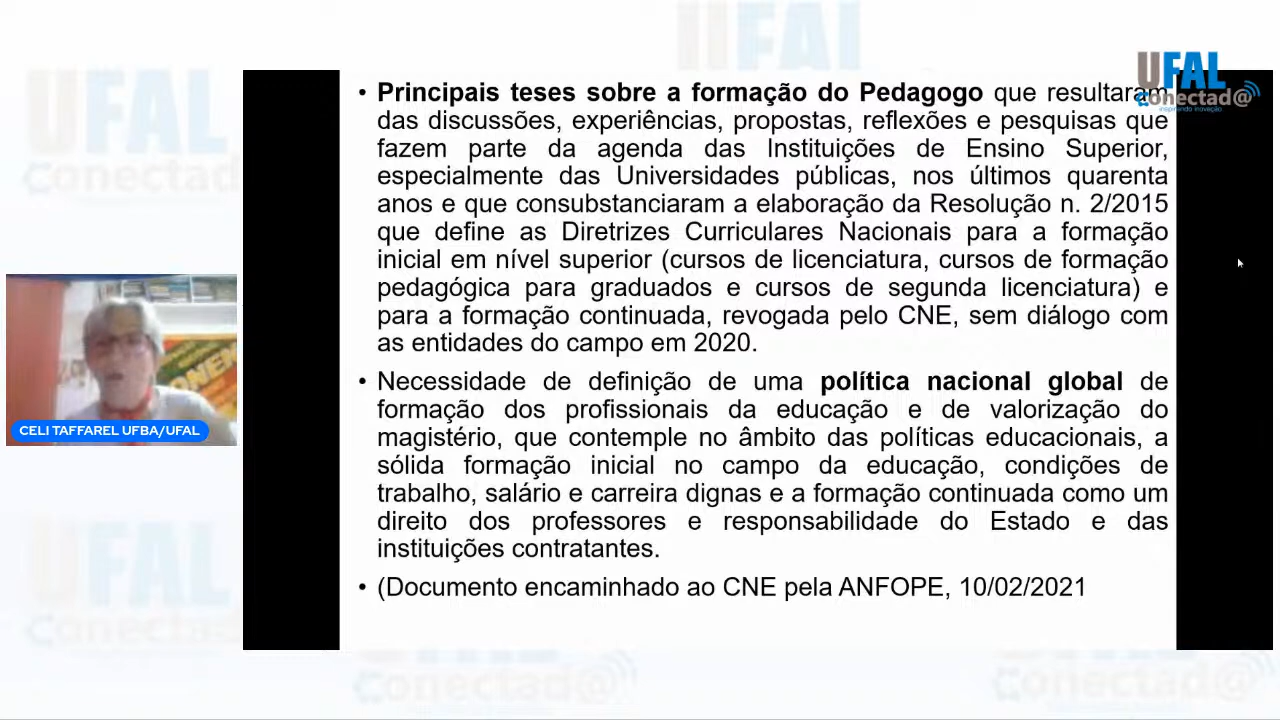 UFAL
conectad@
inspirando inovação
• Principais teses sobre a formação do Pedagogo que resultaram
das discussões, experiências, propostas, reflexões e pesquisas que
fazem parte da agenda das Instituições de Ensino Superior,
especialmente das Universidades públicas, nos últimos quarenta
anos e que consubstanciaram a elaboração da Resolução n. 2/2015
que define as Diretrizes Curriculares Nacionais para a formação
inicial em nível superior (cursos de licenciatura, cursos de formação
pedagógica para graduados e cursos de segunda licenciatura) e
para a formação continuada, revogada pelo CNE, sem diálogo com
as entidades do campo em 2020.
• Necessidade de definição de uma política nacional global de
formação dos profissionais da educação e de valorização do
magistério, que contemple no âmbito das políticas educacionais, a
sólida formação inicial no campo da educação, condições de
trabalho, salário e carreira dignas e a formação continuada como um
direito dos professores e responsabilidade do Estado e das
instituições contratantes.
• (Documento encaminhado ao CNE pela ANFOPE, 10/02/2021
CELI TAFFAREL UFBA/UFAL